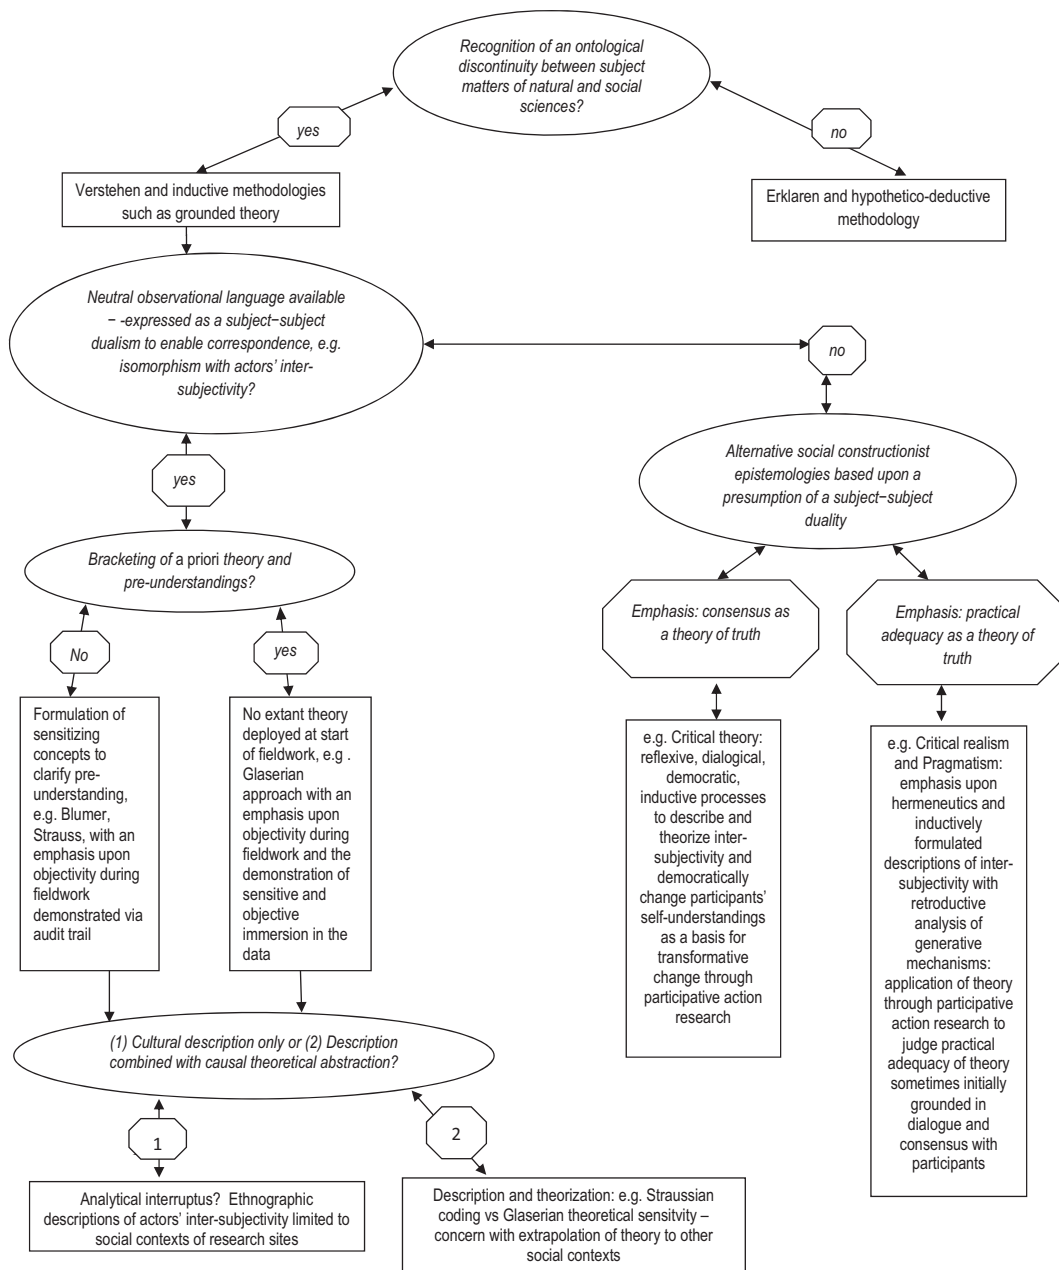 Recognition of an ontological
discontinuity between subject
matters of natural and social
sciences?
yes
no
Verstehen and inductive methodologies
such as grounded theory
Erklaren and hypothetico-deductive
methodology
Neutral observational language available
− -expressed as a subject−subject
dualism to enable correspondence, e.g.
isomorphism with actors’ inter-
subjectivity?
no
yes
Alternative social constructionist
epistemologies based upon a
presumption of a subject−subject
duality
Bracketing of a priori theory and
pre-understandings?
No
yes
Emphasis: consensus as
a theory of truth
Emphasis: practical
adequacy as a theory of
truth
Formulation of
sensitizing
concepts to
clarify pre-
understanding,
e.g. Blumer,
Strauss, with an
emphasis upon
objectivity during
fieldwork
demonstrated via
audit trail
No extant theory
deployed at start
of fieldwork, e.g .
Glaserian
approach with an
emphasis upon
objectivity during
fieldwork and the
demonstration of
sensitive and
objective
immersion in the
data
e.g. Critical theory:
reflexive, dialogical,
democratic,
inductive processes
to describe and
theorize inter-
subjectivity and
democratically
change participants’
self-understandings
as a basis for
transformative
change through
participative action
research
e.g. Critical realism
and Pragmatism:
emphasis upon
hermeneutics and
inductively
formulated
descriptions of inter-
subjectivity with
retroductive
analysis of
generative
mechanisms:
application of theory
through participative
action research to
judge practical
adequacy of theory
sometimes initially
grounded in
dialogue and
consensus with
participants
(1) Cultural description only or (2) Description
combined with causal theoretical abstraction?
1
2
Analytical interruptus? Ethnographic
descriptions of actors’ inter-subjectivity limited to
social contexts of research sites
Description and theorization: e.g. Straussian
coding vs Glaserian theoretical sensitvity –
concern with extrapolation of theory to other
social contexts